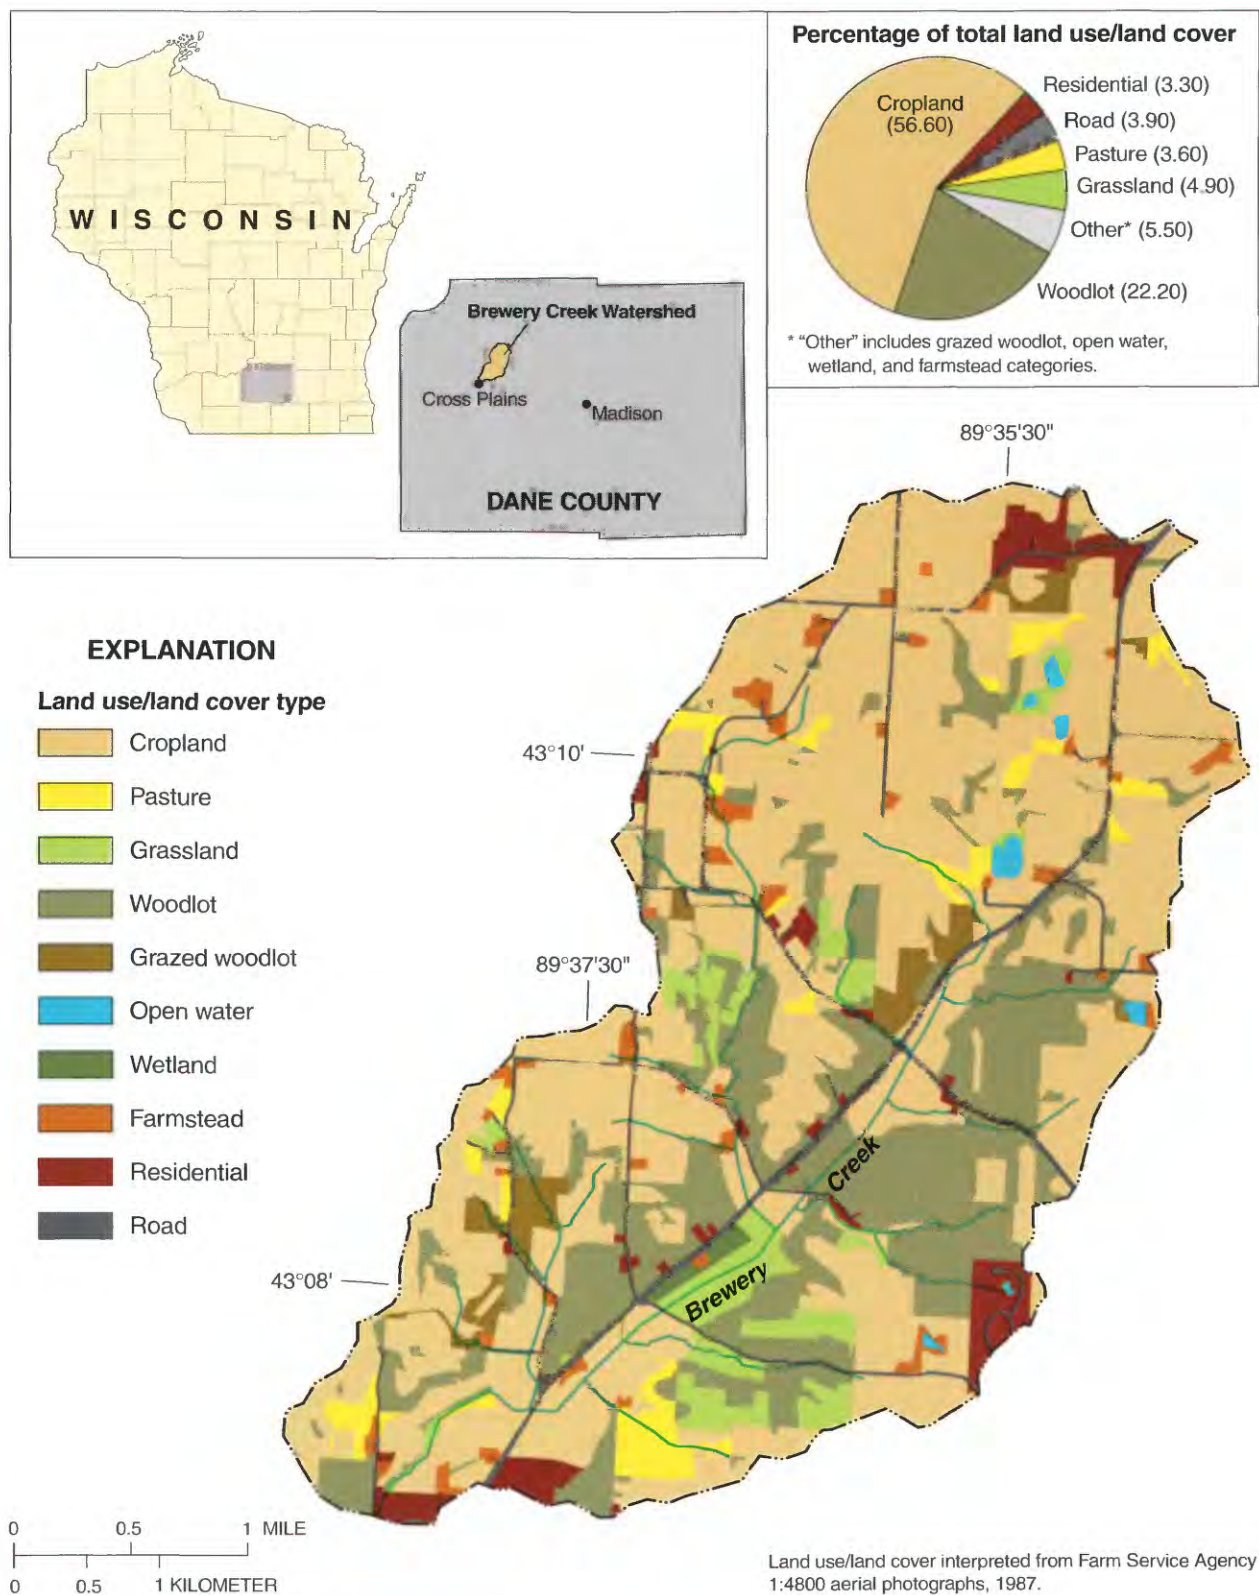 WISCONSIN
Brewery Creek Watershed
Cross Plains
Madison
DANE COUNTY
Percentage of total land use/land cover
Cropland
(56.60)
Residential (3.30)
Road (3.90)
Pasture (3.60)
Grassland (4.90)
Other* (5.50)
Woodlot (22.20)
* "Other" includes grazed woodlot, open water,
wetland, and farmstead categories.
89°35'30"
EXPLANATION
Land use/land cover type
Cropland
Pasture
Grassland
Woodlot
Grazed woodlot
Open water
Wetland
Farmstead
Residential
Road
43°10'
89°37'30"
43°08'
Brewery
Creek
0 0.5 1 MILE
0 0.5 1 KILOMETER
Land use/land cover interpreted from Farm Service Agency
1:4800 aerial photographs, 1987.